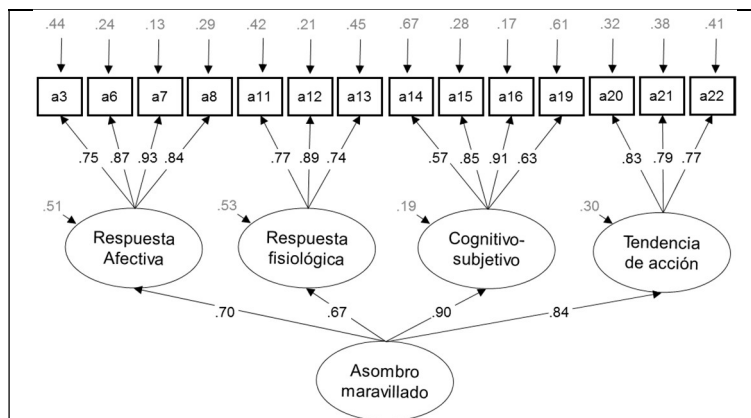 .44 .24 .13 .29 .42 .21 .45 .67 .28 .17 .61 .32 .38 .41
a3 a6 a7 a8 a11 a12 a13 a14 a15 a16 a19 a20 a21 a22
.75 .87 .93 .84 .77 .89 .74 .57 .85 .91 .63 .83 .79 .77
.51 .53 .19 .30
Respuesta
Afectiva
Respuesta
fisiológica
Cognitivo-
subjetivo
Tendencia
de acción
.70 .67 .90 .84
Asombro
maravillado